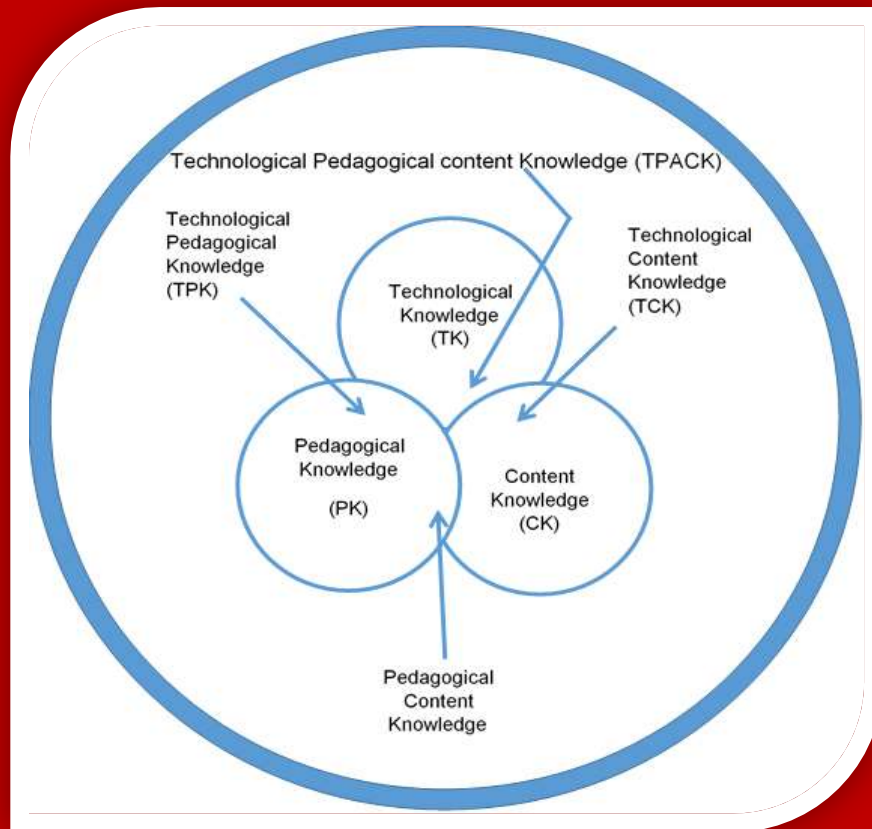 Technological Pedagogical content Knowledge (TPACK)
Technological
Pedagogical
Knowledge
(TPK)
Technological
Content
Knowledge
(TCK)
Technological
Knowledge
(TK)
Pedagogical
Knowledge
(PK)
Content
Knowledge
(CK)
Pedagogical
Content
Knowledge